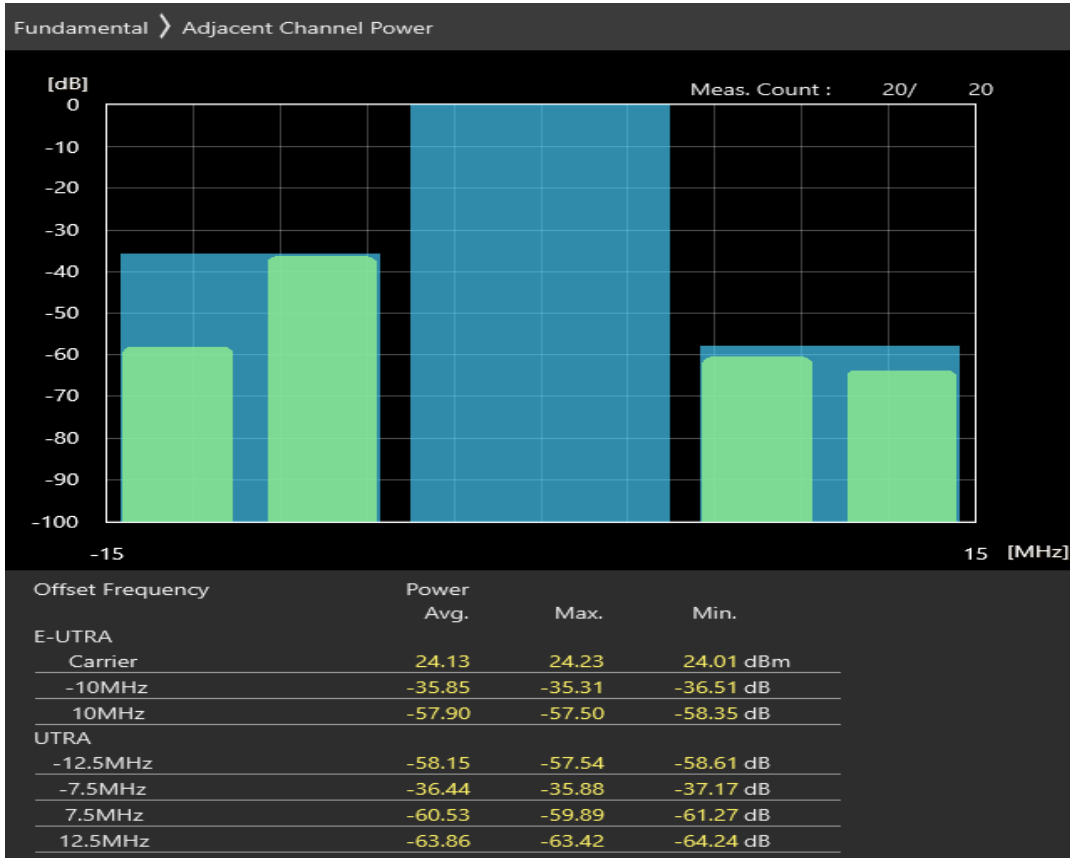 Fundamental 〉 Adjacent Channel Power
[dB]
Meas. Count : 20/ 20
0
-10
-20
-30
-40
-50
-60
-70
-80
-90
-100
-15 15 [MHz]
Offset Frequency Power
Avg. Max. Min.
E-UTRA
Carrier 24.13 24.23 24.01 dBm
-10MHz -35.85 -35.31 -36.51 dB
10MHz -57.90 -57.50 -58.35 dB
UTRA
-12.5MHz -58.15 -57.54 -58.61 dB
-7.5MHz -36.44 -35.88 -37.17 dB
7.5MHz -60.53 -59.89 -61.27 dB
12.5MHz -63.86 -63.42 -64.24 dB